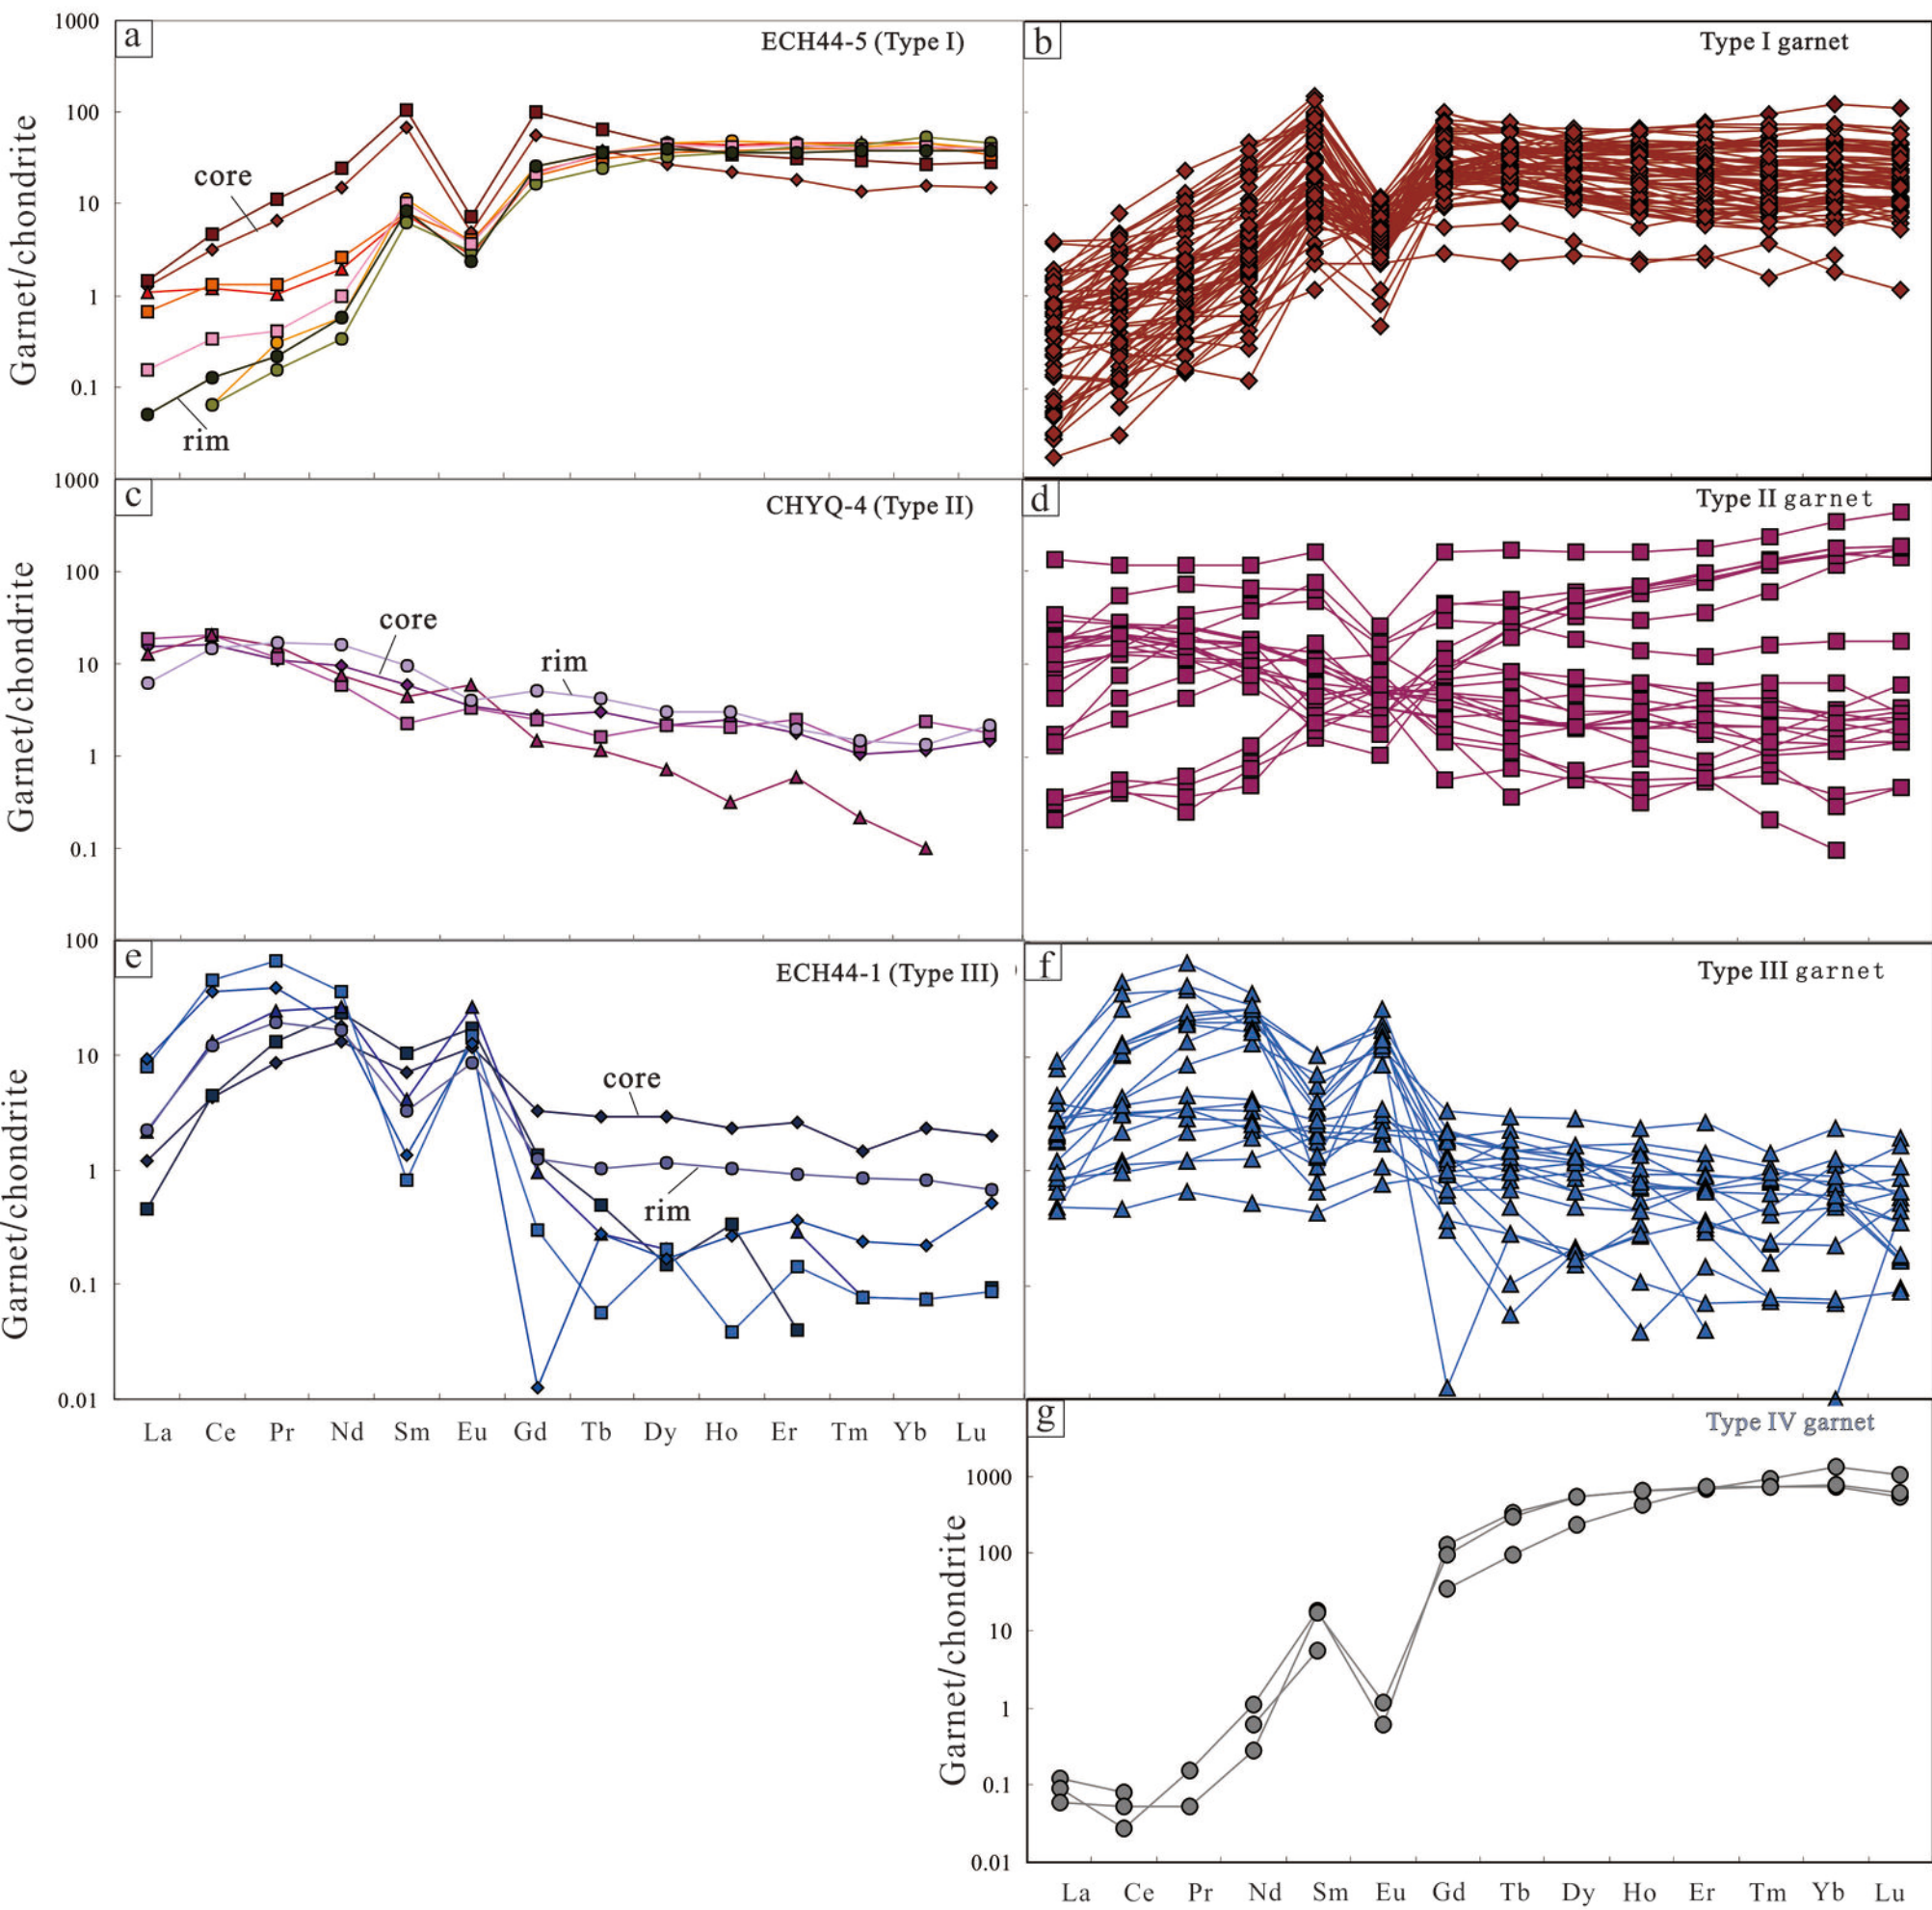 a
ECH44-5 (Type I)
1000
100
10
1
0.1
Garnet/chondrite
core
rim
b
Type I garnet
c
CHYQ-4 (Type II)
1000
100
10
1
0.1
Garnet/chondrite
core
rim
d
Type II garnet
e
ECH44-1 (Type III)
100
10
1
0.1
0.01
Garnet/chondrite
core
rim
La Ce Pr Nd Sm Eu Gd Tb Dy Ho Er Tm Yb Lu
f
Type III garnet
g
Type IV garnet
1000
100
10
1
0.1
0.01
Garnet/chondrite
La Ce Pr Nd Sm Eu Gd Tb Dy Ho Er Tm Yb Lu